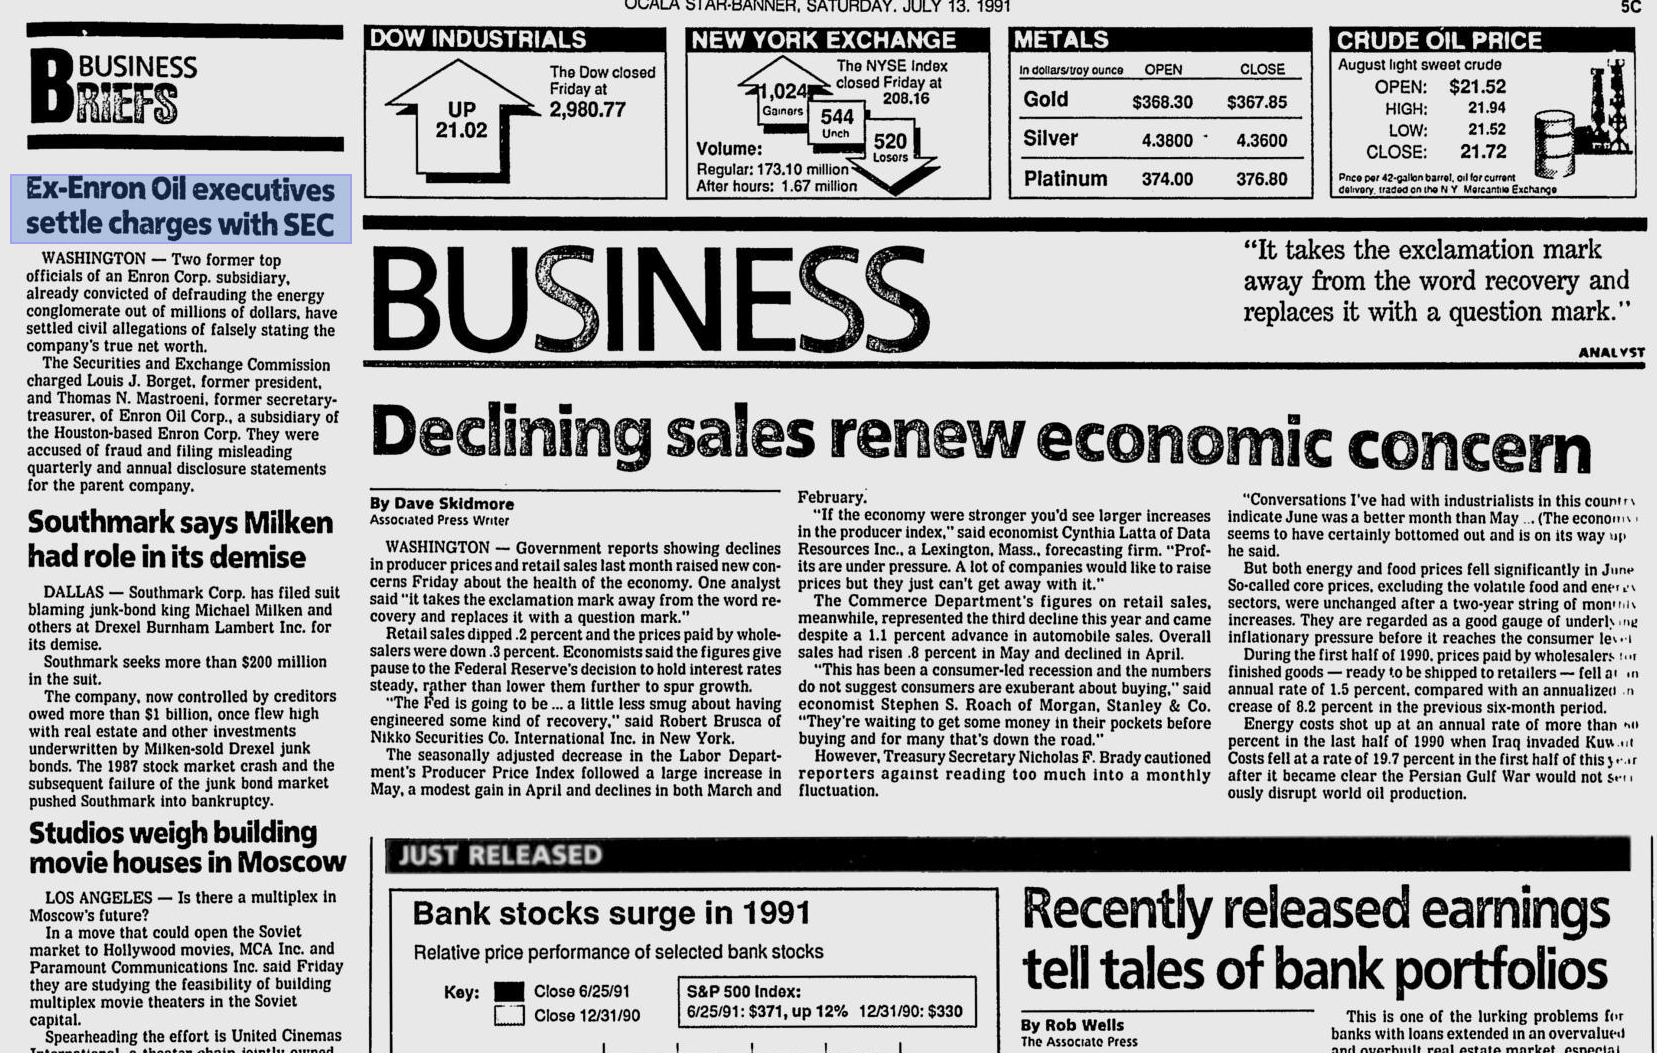 OCALA STAR-BANNER, SATURDAY, JULY 13, 1991
5C
BUSINESS
BRIEFS
Ex-Enron Oil executives
settle charges with SEC
WASHINGTON — Two former top
officials of an Enron Corp. subsidiary,
already convicted of defrauding the energy
conglomerate out of millions of dollars, have
settled civil allegations of falsely stating the
company's true net worth.
The Securities and Exchange Commission
charged Louis J. Borget, former president,
and Thomas N. Mastroeni, former secretary-
treasurer, of Enron Oil Corp., a subsidiary of
the Houston-based Enron Corp. They were
accused of fraud and filing misleading
quarterly and annual disclosure statements
for the parent company.
Southmark says Milken
had role in its demise
DALLAS — Southmark Corp. has filed suit
blaming junk-bond king Michael Milken and
others at Drexel Burnham Lambert Inc. for
its demise.
Southmark seeks more than $200 million
in the suit.
The company, now controlled by creditors
owed more than $1 billion, once flew high
with real estate and other investments
underwritten by Milken-sold Drexel junk
bonds. The 1987 stock market crash and the
subsequent failure of the junk bond market
pushed Southmark into bankruptcy.
Studios weigh building
movie houses in Moscow
LOS ANGELES — Is there a multiplex in
Moscow's future?
In a move that could open the Soviet
market to Hollywood movies, MCA Inc. and
Paramount Communications Inc. said Friday
they are studying the feasibility of building
multiplex movie theaters in the Soviet
capital.
Spearheading the effort is United Cinemas
International, a theater chain jointly owned
DOW INDUSTRIALS
UP
21.02
The Dow closed
Friday at
2,980.77
NEW YORK EXCHANGE
The NYSE Index
closed Friday at
208.16
1,024
Gainers
544
Unch
520
Losers
Volume:
Regular: 173.10 million
After hours: 1.67 million
METALS
In dollars/troy ounce OPEN CLOSE
Gold $368.30 $367.85
Silver 4.3800 4.3600
Platinum 374.00 376.80
CRUDE OIL PRICE
August light sweet crude
OPEN: $21.52
HIGH: 21.94
LOW: 21.52
CLOSE: 21.72
Price per 42-gallon barrel, oil for current
delivery, traded on the N Y Mercantile Exchange
BUSINESS
"It takes the exclamation mark
away from the word recovery and
replaces it with a question mark."
ANALYST
Declining sales renew economic concern
By Dave Skidmore
Associated Press Writer
WASHINGTON — Government reports showing declines
in producer prices and retail sales last month raised new con-
cerns Friday about the health of the economy. One analyst
said "it takes the exclamation mark away from the word re-
covery and replaces it with a question mark."
Retail sales dipped .2 percent and the prices paid by whole-
salers were down .3 percent. Economists said the figures give
pause to the Federal Reserve's decision to hold interest rates
steady, rather than lower them further to spur growth.
"The Fed is going to be ... a little less smug about having
engineered some kind of recovery," said Robert Brusca of
Nikko Securities Co. International Inc. in New York.
The seasonally adjusted decrease in the Labor Depart-
ment's Producer Price Index followed a large increase in
May, a modest gain in April and declines in both March and
February.
"If the economy were stronger you'd see larger increases
in the producer index," said economist Cynthia Latta of Data
Resources Inc., a Lexington, Mass., forecasting firm. "Prof-
its are under pressure. A lot of companies would like to raise
prices but they just can't get away with it."
The Commerce Department's figures on retail sales,
meanwhile, represented the third decline this year and came
despite a 1.1 percent advance in automobile sales. Overall
sales had risen .8 percent in May and declined in April.
"This has been a consumer-led recession and the numbers
do not suggest consumers are exuberant about buying," said
economist Stephen S. Roach of Morgan, Stanley & Co.
"They're waiting to get some money in their pockets before
buying and for many that's down the road."
However, Treasury Secretary Nicholas F. Brady cautioned
reporters against reading too much into a monthly
fluctuation.
"Conversations I've had with industrialists in this country
indicate June was a better month than May ... (The economy
seems to have certainly bottomed out and is on its way up
he said.
But both energy and food prices fell significantly in June
So-called core prices, excluding the volatile food and energy
sectors, were unchanged after a two-year string of monthly
increases. They are regarded as a good gauge of underlying
inflationary pressure before it reaches the consumer level
During the first half of 1990, prices paid by wholesalers for
finished goods — ready to be shipped to retailers — fell at an
annual rate of 1.5 percent, compared with an annualized in
crease of 8.2 percent in the previous six-month period.
Energy costs shot up at an annual rate of more than
percent in the last half of 1990 when Iraq invaded Kuwait
Costs fell at a rate of 19.7 percent in the first half of this year
after it became clear the Persian Gulf War would not seri
ously disrupt world oil production.
JUST RELEASED
Bank stocks surge in 1991
Relative price performance of selected bank stocks
Key: Close 6/25/91
Close 12/31/90
S&P 500 Index:
6/25/91: $371, up 12% 12/31/90: $330
Recently released earnings
tell tales of bank portfolios
By Rob Wells
The Associate Press
This is one of the lurking problems for
banks with loans extended in an overvalued
and overbuilt real estate market, especial